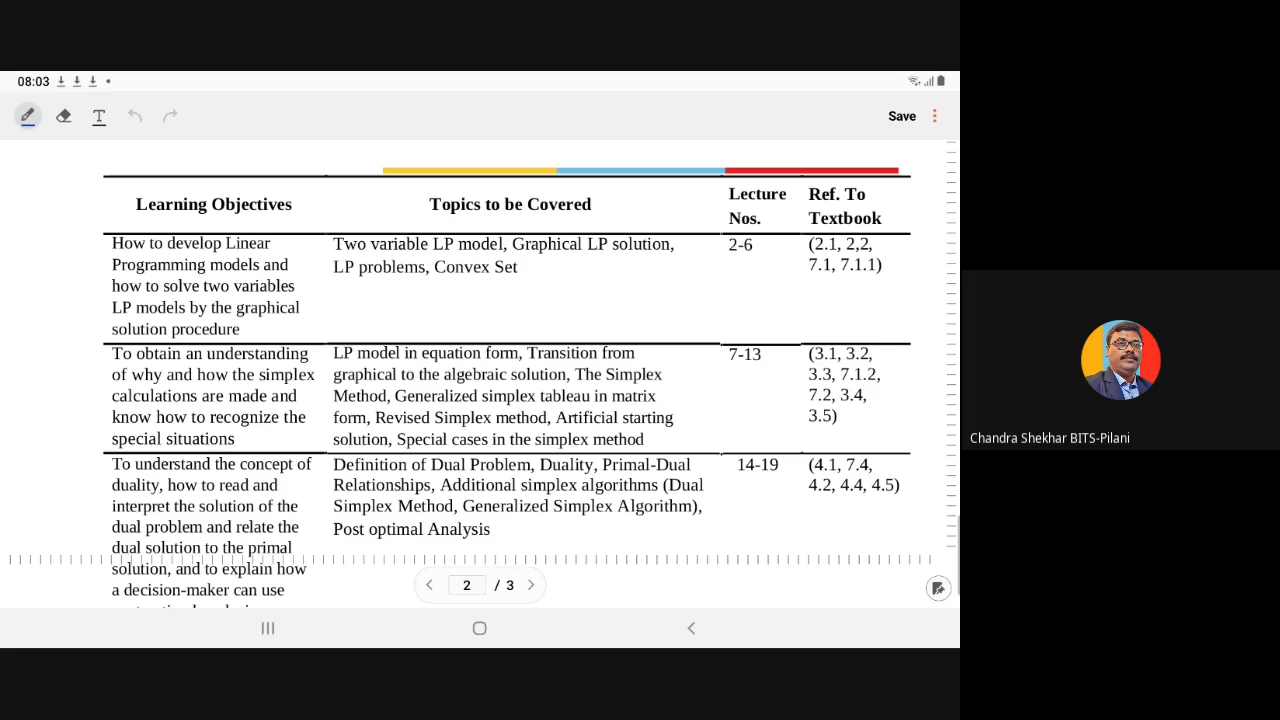 08:03
Save
Learning Objectives
Topics to be Covered
Lecture
Nos.
Ref. To
Textbook
How to develop Linear
Programming models and
how to solve two variables
LP models by the graphical
solution procedure
Two variable LP model, Graphical LP solution,
LP problems, Convex Set
2-6
(2.1, 2,2,
7.1, 7.1.1)
To obtain an understanding
of why and how the simplex
calculations are made and
know how to recognize the
special situations
LP model in equation form, Transition from
graphical to the algebraic solution, The Simplex
Method, Generalized simplex tableau in matrix
form, Revised Simplex method, Artificial starting
solution, Special cases in the simplex method
7-13
(3.1, 3.2,
3.3, 7.1.2,
7.2, 3.4,
3.5)
To understand the concept of
duality, how to read and
interpret the solution of the
dual problem and relate the
dual solution to the primal
solution, and to explain how
a decision-maker can use
Definition of Dual Problem, Duality, Primal-Dual
Relationships, Additional simplex algorithms (Dual
Simplex Method, Generalized Simplex Algorithm),
Post optimal Analysis
14-19
(4.1, 7.4,
4.2, 4.4, 4.5)
2 / 3
Chandra Shekhar BITS-Pilani